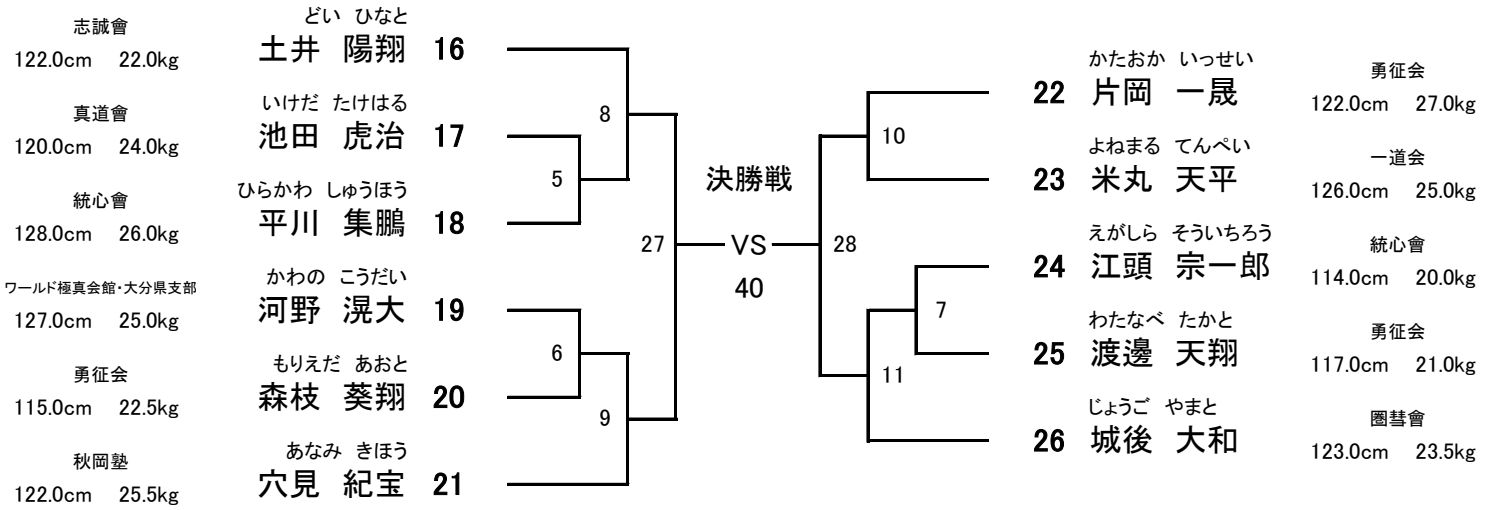 志誠會
122.0cm 22.0kg
どい ひなと
土井 陽翔 16
真道會
120.0cm 24.0kg
いけだ たけはる
池田 虎治 17
統心會
128.0cm 26.0kg
ひらかわ しゅうほう
平川 集鵬 18
ワールド極真会館・大分県支部
127.0cm 25.0kg
かわの こうだい
河野 滉大 19
勇征会
115.0cm 22.5kg
もりえだ あおと
森枝 葵翔 20
秋岡塾
122.0cm 25.5kg
あなみ きほう
穴見 紀宝 21
8
5
27
6
9
決勝戦
VS
40
10
28
7
11
かたおか いっせい
22 片岡 一晟
勇征会
122.0cm 27.0kg
よねまる てんぺい
23 米丸 天平
一道会
126.0cm 25.0kg
えがしら そういちろう
24 江頭 宗一郎
統心會
114.0cm 20.0kg
わたなべ たかと
25 渡邊 天翔
勇征会
117.0cm 21.0kg
じょうご やまと
26 城後 大和
圏彗會
123.0cm 23.5kg